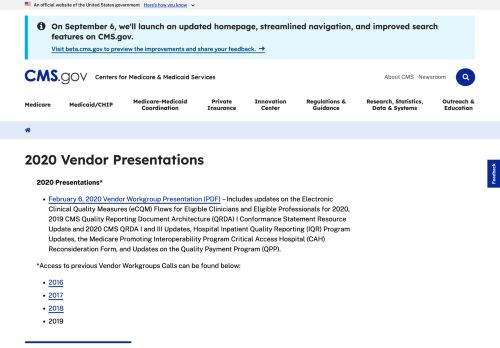 An official website of the United States government Here's how you know
On September 6, we'll launch an updated homepage, streamlined navigation, and improved search
features on CMS.gov.
Visit beta.cms.gov to preview the improvements and share your feedback. →
CMS.gov Centers for Medicare & Medicaid Services
About CMS Newsroom
Medicare Medicaid/CHIP Medicare-Medicaid Coordination Private Insurance Innovation Center Regulations & Guidance Research, Statistics, Data & Systems Outreach & Education
Feedback
2020 Vendor Presentations
2020 Presentations*
• February 6, 2020 Vendor Workgroup Presentation (PDF) –Includes updates on the Electronic
Clinical Quality Measures (eCQM) Flows for Eligible Clinicians and Eligible Professionals for 2020,
2019 CMS Quality Reporting Document Architecture (QRDA) I Conformance Statement Resource
Update and 2020 CMS QRDA I and III Updates, Hospital Inpatient Quality Reporting (IQR) Program
Updates, the Medicare Promoting Interoperability Program Critical Access Hospital (CAH)
Reconsideration Form, and Updates on the Quality Payment Program (QPP).
*Access to previous Vendor Workgroups Calls can be found below:
• 2016
• 2017
• 2018
• 2019